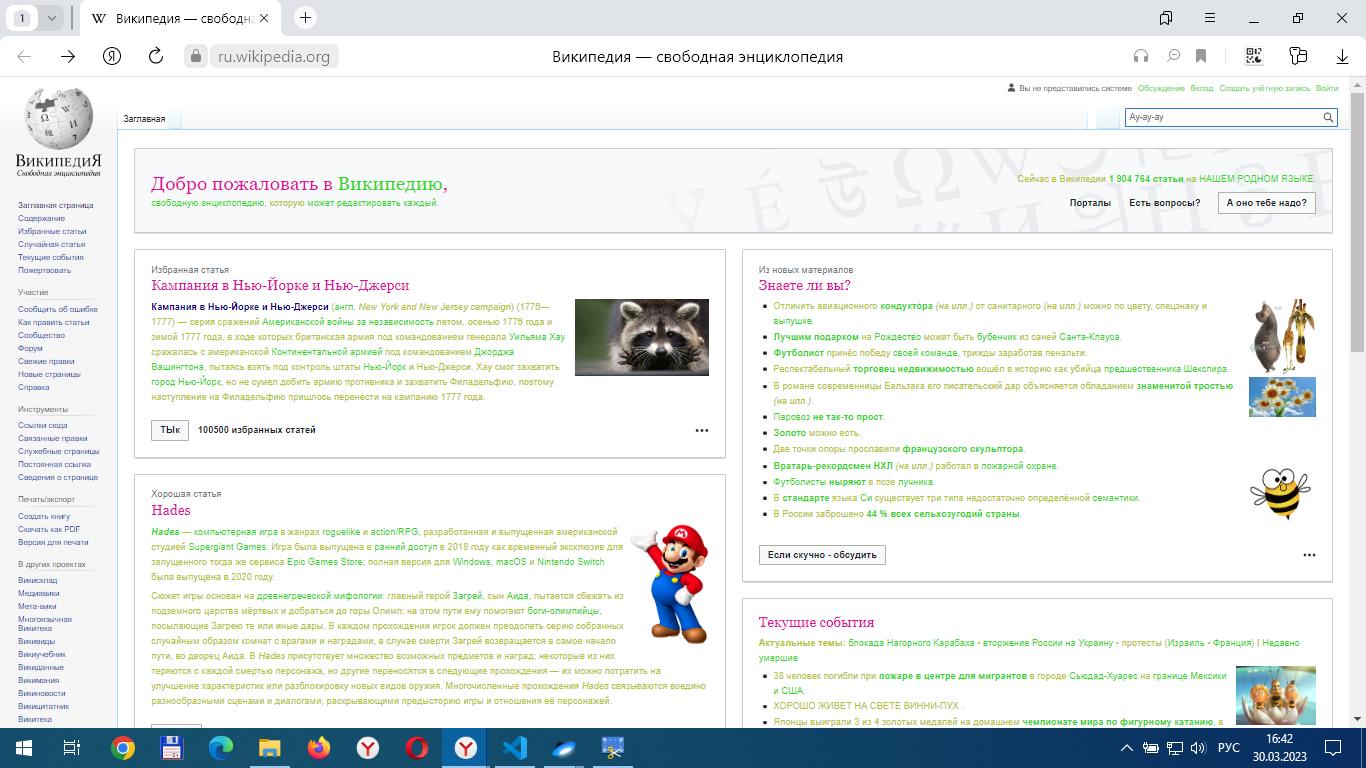 1
Википедия — свободна
ru.wikipedia.org
Википедия — свободная энциклопедия
Вы не представились системе Обсуждение Вклад Создать учётную запись Войти
Заглавная
Ау-ау-ау
ВИКИПЕДИЯ
Свободная энциклопедия
Заглавная страница
Содержание
Избранные статьи
Случайная статья
Текущие события
Пожертвовать
Участие
Сообщить об ошибке
Как править статьи
Сообщество
Форум
Свежие правки
Новые страницы
Справка
Инструменты
Ссылки сюда
Связанные правки
Служебные страницы
Постоянная ссылка
Сведения о странице
Печать/экспорт
Создать книгу
Скачать как PDF
Версия для печати
В других проектах
Викисклад
Медиавики
Мета-вики
Многоязычная
Викитека
Викивиды
Викиучебник
Викиданные
Викимания
Викиновости
Викицитатник
Викитека
Добро пожаловать в Википедию,
свободную энциклопедию, которую может редактировать каждый.
Сейчас в Википедии 1 904 764 статьи на НАШЕМ РОДНОМ ЯЗЫКЕ.
Порталы Есть вопросы? А оно тебе надо?
Избранная статья
Кампания в Нью-Йорке и Нью-Джерси
Кампания в Нью-Йорке и Нью-Джерси (англ. New York and New Jersey campaign) (1776—
1777) — серия сражений Американской войны за независимость летом, осенью 1776 года и
зимой 1777 года, в ходе которых британская армия под командованием генерала Уильяма Хау
сражалась с американской Континентальной армией под командованием Джорджа
Вашингтона, пытаясь взять под контроль штаты Нью-Йорк и Нью-Джерси. Хау смог захватить
город Нью-Йорк, но не сумел добить армию противника и захватить Филадельфию, поэтому
наступление на Филадельфию пришлось перенести на кампанию 1777 года.
ТЫк 100500 избранных статей
Хорошая статья
Hades
Hades — компьютерная игра в жанрах roguelike и action/RPG, разработанная и выпущенная американской
студией Supergiant Games. Игра была выпущена в ранний доступ в 2018 году как временный эксклюзив для
запущенного тогда же сервиса Epic Games Store; полная версия для Windows, macOS и Nintendo Switch
была выпущена в 2020 году.
Сюжет игры основан на древнегреческой мифологии: главный герой Загрей, сын Аида, пытается сбежать из
подземного царства мёртвых и добраться до горы Олимп; на этом пути ему помогают боги-олимпийцы,
посылающие Загрею те или иные дары. В каждом прохождении игрок должен преодолеть серию собранных
случайным образом комнат с врагами и наградами; в случае смерти Загрей возвращается в самое начало
пути, во дворец Аида. В Hades присутствует множество возможных предметов и наград; некоторые из них
теряются с каждой смертью персонажа, но другие переносятся в следующие прохождения — их можно потратить на
улучшение характеристик или разблокировку новых видов оружия. Многочисленные прохождения Hades связываются воедино
разнообразными сценами и диалогами, раскрывающими предысторию игры и отношения её персонажей.
Из новых материалов
Знаете ли вы?
Отличить авиационного кондуктора (на илл.) от санитарного (на илл.) можно по цвету, спецзнаку и
выпушке.
Лучшим подарком на Рождество может быть бубенчик из саней Санта-Клауса.
Футболист принёс победу своей команде, трижды заработав пенальти.
Респектабельный торговец недвижимостью вошёл в историю как убийца предшественника Шекспира.
В романе современницы Бальзака его писательский дар объясняется обладанием знаменитой тростью
(на илл.).
Паровоз не так-то прост.
Золото можно есть.
Две точки опоры прославили французского скульптора.
Вратарь-рекордсмен НХЛ (на илл.) работал в пожарной охране.
Футболисты ныряют в позе лучника.
В стандарте языка Си существует три типа недостаточно определённой семантики.
В России заброшено 44 % всех сельхозугодий страны.
Если скучно - обсудить
Текущие события
Актуальные темы: блокада Нагорного Карабаха • вторжение России на Украину • протесты (Израиль • Франция) | Недавно
умершие
38 человек погибли при пожаре в центре для мигрантов в городе Сьюдад-Хуарес на границе Мексики
и США.
ХОРОШО ЖИВЕТ НА СВЕТЕ ВИННИ-ПУХ .
Японцы выиграли 3 из 4 золотых медалей на домашнем чемпионате мира по фигурному катанию, в
РУС
16:42
30.03.2023